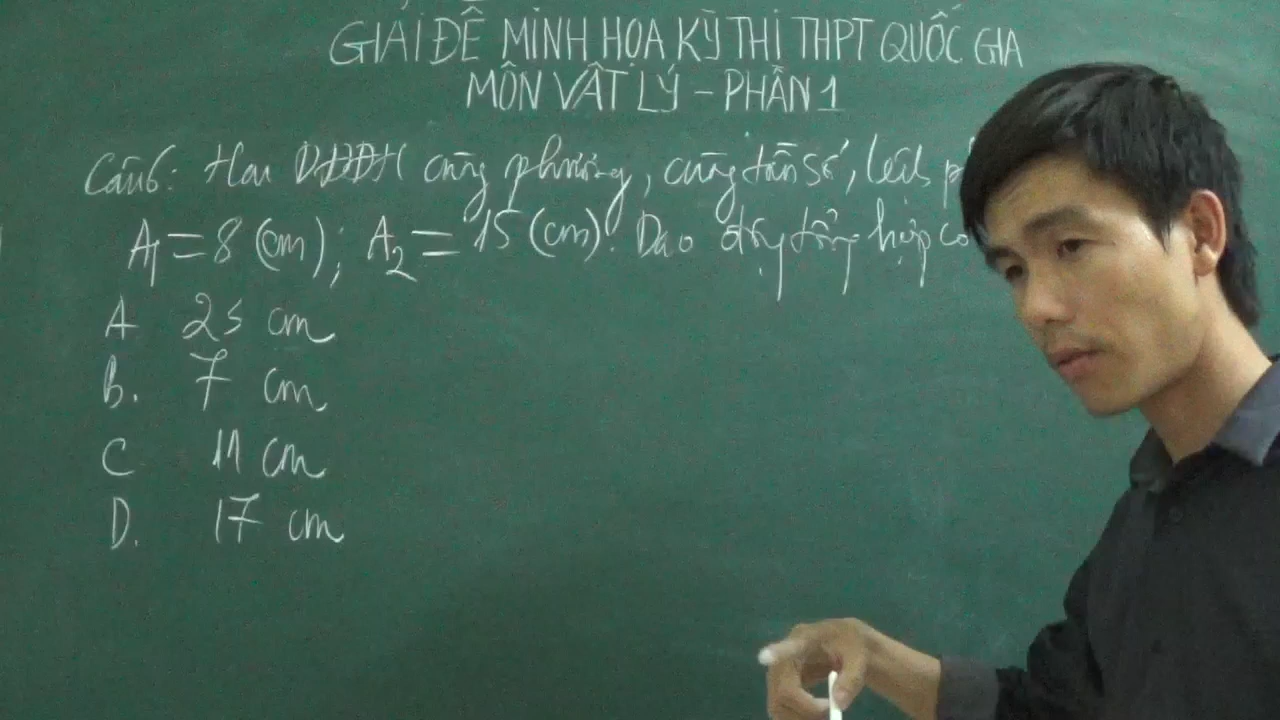 GIẢI ĐỀ MINH HỌA KỲ THI THPT QUỐC GIA
MÔN VẬT LÝ - PHẦN 1
Câu 6: Hai DĐĐH cùng phương, cùng tần số, lệch
A1 = 8 (cm); A2 = 15 (cm). Dao động tổng hợp có
A 23 cm
B. 7 cm
C 11 cm
D. 17 cm